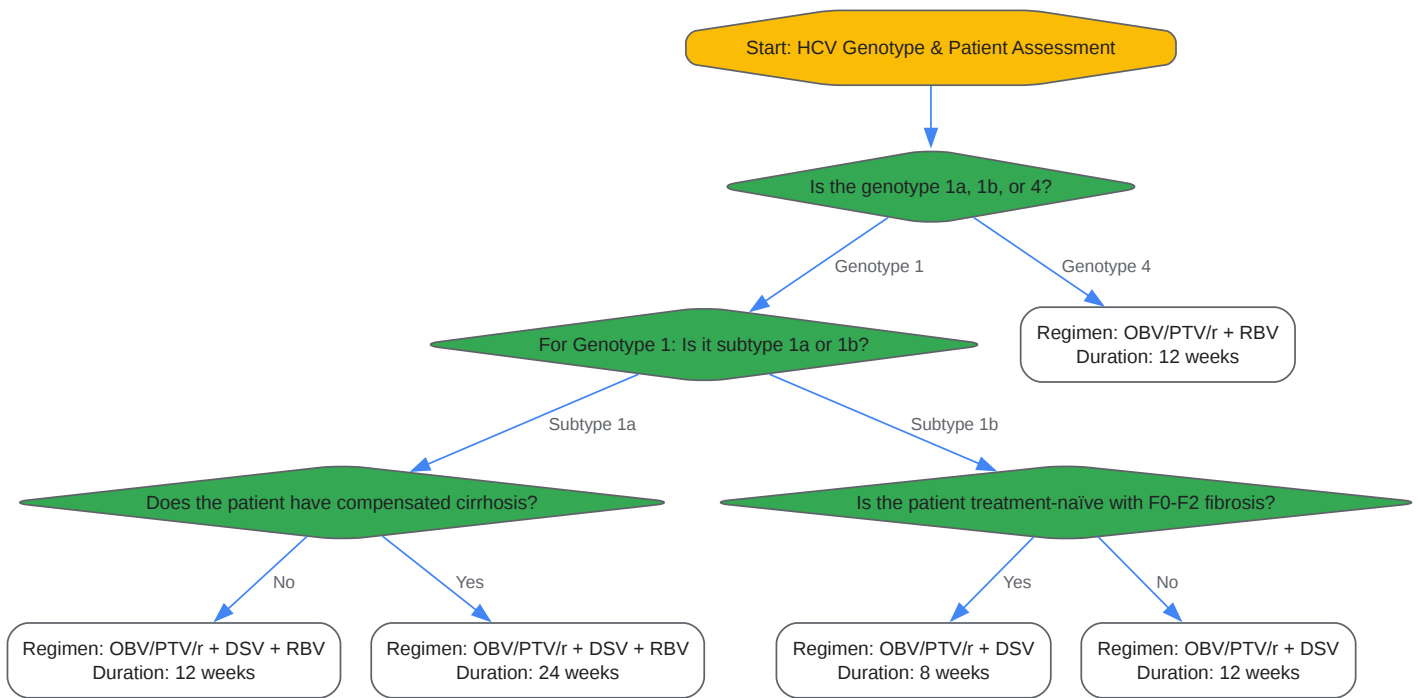 Start: HCV Genotype & Patient Assessment
Is the genotype 1a, 1b, or 4?
Genotype 1
Genotype 4
Regimen: OBV/PTV/r + RBV
Duration: 12 weeks
For Genotype 1: Is it subtype 1a or 1b?
Subtype 1a
Subtype 1b
Does the patient have compensated cirrhosis?
Is the patient treatment-naïve with F0-F2 fibrosis?
No
Yes
Yes
No
Regimen: OBV/PTV/r + DSV + RBV
Duration: 12 weeks
Regimen: OBV/PTV/r + DSV + RBV
Duration: 24 weeks
Regimen: OBV/PTV/r + DSV
Duration: 8 weeks
Regimen: OBV/PTV/r + DSV
Duration: 12 weeks